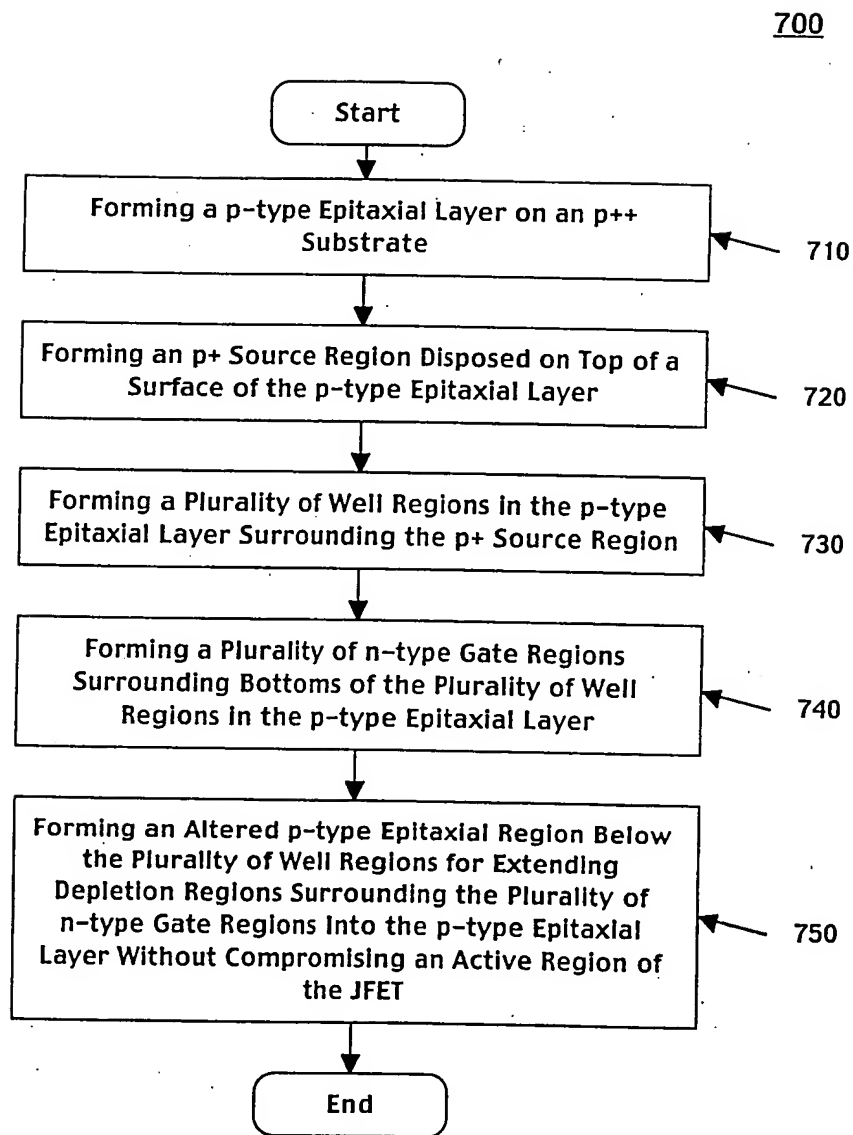 700
Start
Forming a p-type Epitaxial Layer on an p++
Substrate
710
Forming an p+ Source Region Disposed on Top of a
Surface of the p-type Epitaxial Layer
720
Forming a Plurality of Well Regions in the p-type
Epitaxial Layer Surrounding the p+ Source Region
730
Forming a Plurality of n-type Gate Regions
Surrounding Bottoms of the Plurality of Well
Regions in the p-type Epitaxial Layer
740
Forming an Altered p-type Epitaxial Region Below
the Plurality of Well Regions for Extending
Depletion Regions Surrounding the Plurality of
n-type Gate Regions Into the p-type Epitaxial
Layer Without Compromising an Active Region of
the JFET
750
End